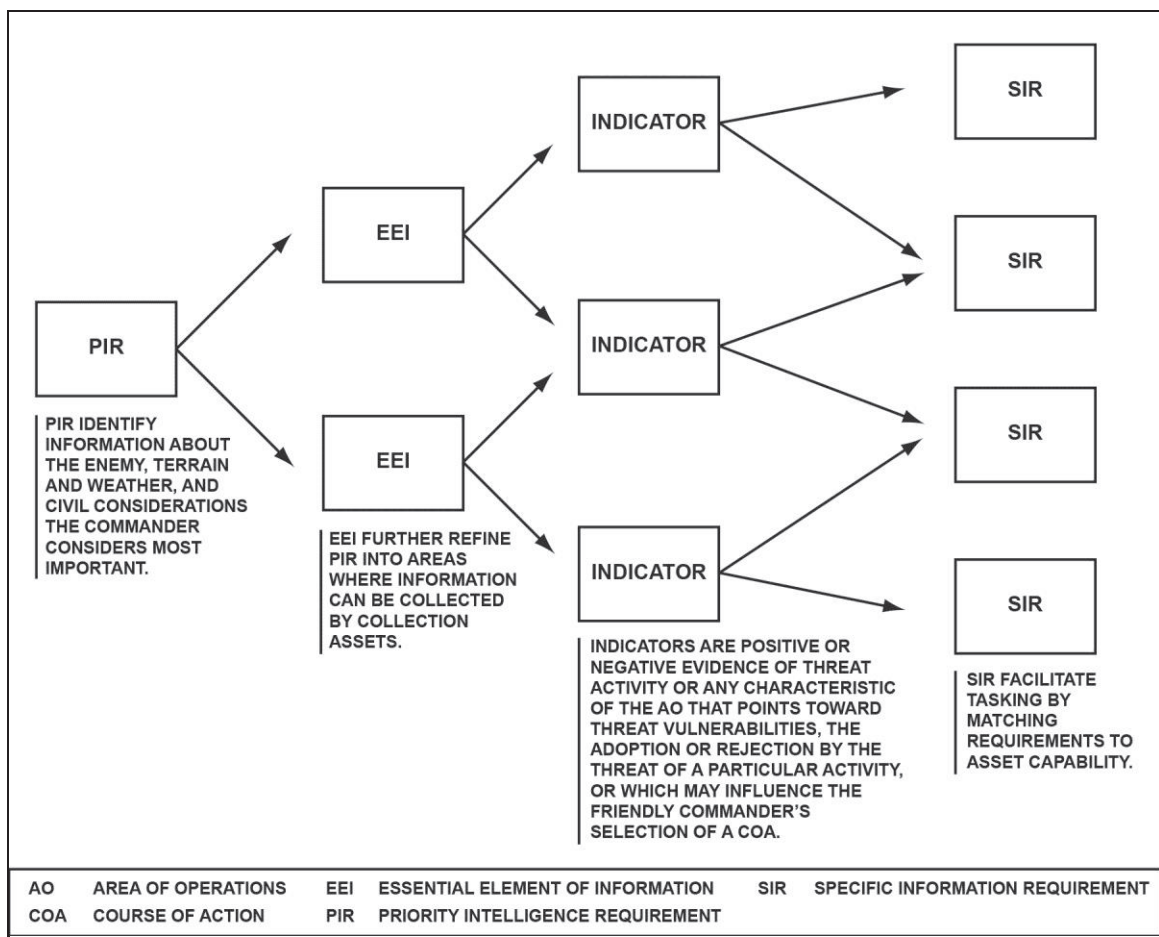 PIR
PIR IDENTIFY
INFORMATION ABOUT
THE ENEMY, TERRAIN
AND WEATHER, AND
CIVIL CONSIDERATIONS
THE COMMANDER
CONSIDERS MOST
IMPORTANT.
EEI
EEI
EEI FURTHER REFINE
PIR INTO AREAS
WHERE INFORMATION
CAN BE COLLECTED
BY COLLECTION
ASSETS.
INDICATOR
INDICATOR
INDICATOR
INDICATORS ARE POSITIVE OR
NEGATIVE EVIDENCE OF THREAT
ACTIVITY OR ANY CHARACTERISTIC
OF THE AO THAT POINTS TOWARD
THREAT VULNERABILITIES, THE
ADOPTION OR REJECTION BY THE
THREAT OF A PARTICULAR ACTIVITY,
OR WHICH MAY INFLUENCE THE
FRIENDLY COMMANDER'S
SELECTION OF A COA.
SIR
SIR
SIR
SIR
SIR FACILITATE
TASKING BY
MATCHING
REQUIREMENTS TO
ASSET CAPABILITY.
AO AREA OF OPERATIONS EEI ESSENTIAL ELEMENT OF INFORMATION SIR SPECIFIC INFORMATION REQUIREMENT
COA COURSE OF ACTION PIR PRIORITY INTELLIGENCE REQUIREMENT